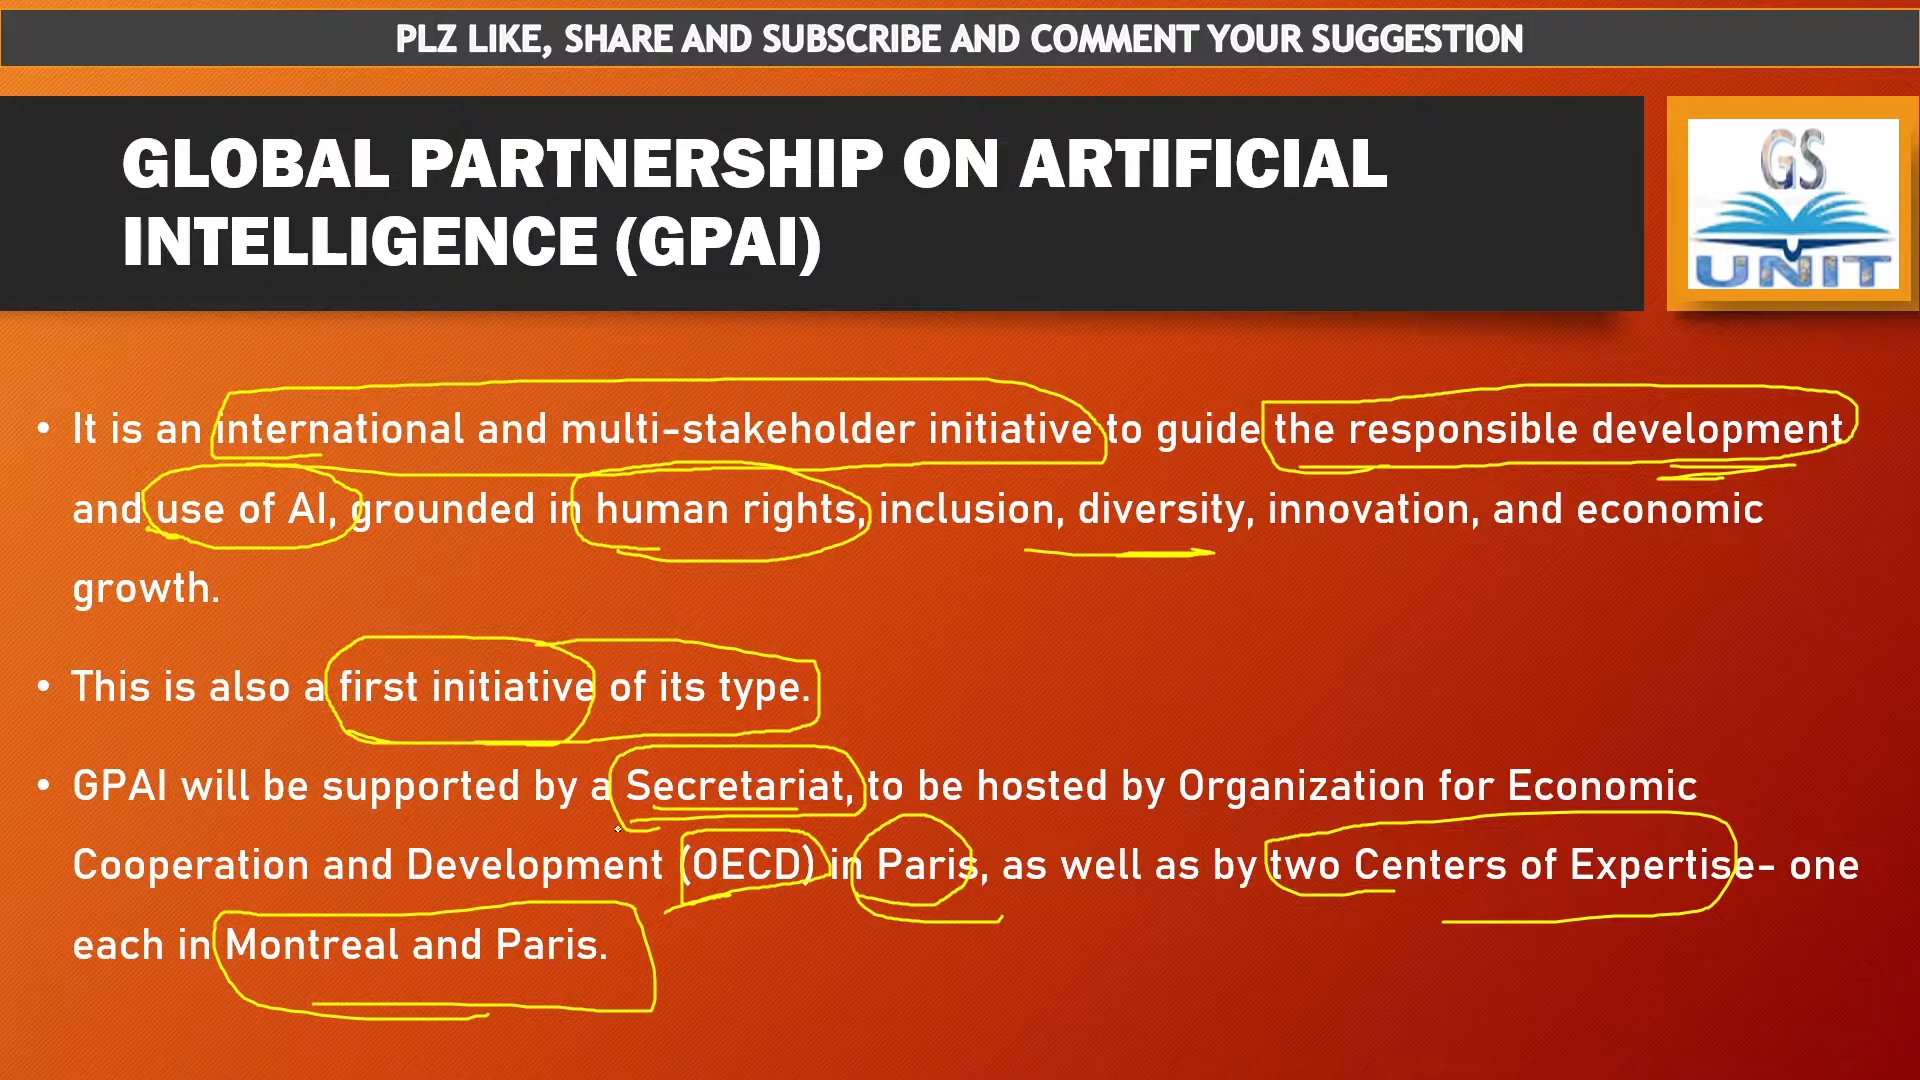 PLZ LIKE, SHARE AND SUBSCRIBE AND COMMENT YOUR SUGGESTION
GLOBAL PARTNERSHIP ON ARTIFICIAL
INTELLIGENCE (GPAI)
GS
UNIT
• It is an international and multi-stakeholder initiative to guide the responsible development
and use of AI, grounded in human rights, inclusion, diversity, innovation, and economic
growth.
• This is also a first initiative of its type.
• GPAI will be supported by a Secretariat, to be hosted by Organization for Economic
Cooperation and Development (OECD) in Paris, as well as by two Centers of Expertise- one
each in Montreal and Paris.